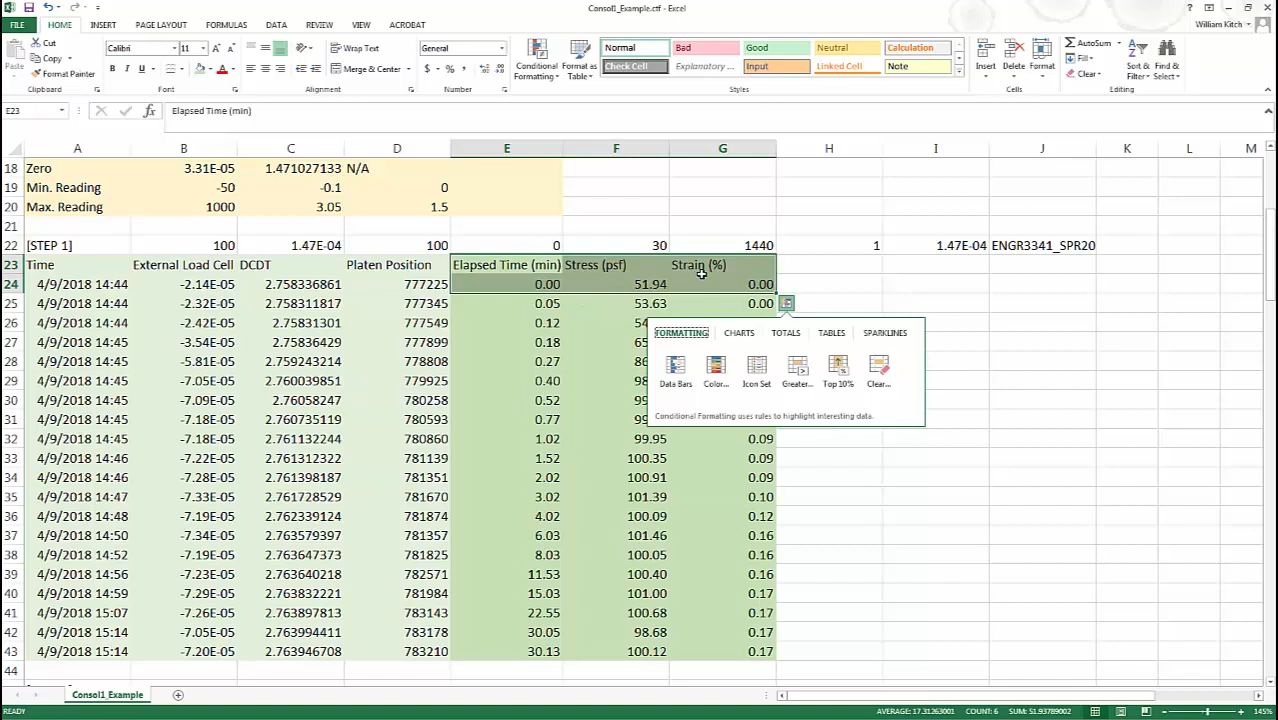 Consol1_Example.ctf - Excel
FILE HOME INSERT PAGE LAYOUT FORMULAS DATA REVIEW VIEW ACROBAT William Kitch
Cut
Copy
Format Painter
Paste
Clipboard
Calibri 11
B I U A
Font
Wrap Text
Merge & Center
Alignment
General
$ % ,
Number
Conditional Formatting
Format as Table
Normal Bad Good Neutral Calculation
Check Cell Explanatory ... Input Linked Cell Note
Styles
Insert Delete Format
Cells
AutoSum
Fill
Clear
Sort & Filter
Find & Select
Editing
E23 fx Elapsed Time (min)
A B C D E F G H I J K L M
18 Zero 3.31E-05 1.471027133 N/A
19 Min. Reading -50 -0.1 0
20 Max. Reading 1000 3.05 1.5
21
22 [STEP 1] 100 1.47E-04 100 0 30 1440 1 1.47E-04 ENGR3341_SPR20
23 Time External Load Cell DCDT Platen Position Elapsed Time (min) Stress (psf) Strain (%)
24 4/9/2018 14:44 -2.14E-05 2.758336861 777225 0.00 51.94 0.00
25 4/9/2018 14:44 -2.32E-05 2.758311817 777345 0.05 53.63 0.00
26 4/9/2018 14:44 -2.42E-05 2.75831301 777549 0.12 54
27 4/9/2018 14:44 -3.54E-05 2.75836429 777899 0.18 65
28 4/9/2018 14:44 -5.81E-05 2.759243214 778808 0.27 86
29 4/9/2018 14:45 -7.05E-05 2.760039851 779925 0.40 98
30 4/9/2018 14:45 -7.09E-05 2.76058247 780258 0.52 99
31 4/9/2018 14:45 -7.18E-05 2.760735119 780593 0.77 99
32 4/9/2018 14:45 -7.18E-05 2.761132244 780860 1.02 99.95 0.09
33 4/9/2018 14:46 -7.22E-05 2.761312322 781139 1.52 100.35 0.09
34 4/9/2018 14:46 -7.28E-05 2.761398187 781351 2.02 100.91 0.09
35 4/9/2018 14:47 -7.33E-05 2.761728529 781670 3.02 101.39 0.10
36 4/9/2018 14:48 -7.19E-05 2.762339124 781874 4.02 100.09 0.12
37 4/9/2018 14:50 -7.34E-05 2.763579397 781357 6.03 101.46 0.16
38 4/9/2018 14:52 -7.19E-05 2.763647373 781825 8.03 100.05 0.16
39 4/9/2018 14:56 -7.23E-05 2.763640218 782571 11.53 100.40 0.16
40 4/9/2018 14:59 -7.29E-05 2.763832221 781984 15.03 101.00 0.17
41 4/9/2018 15:07 -7.26E-05 2.763897813 783143 22.55 100.68 0.17
42 4/9/2018 15:14 -7.05E-05 2.763994411 783178 30.05 98.68 0.17
43 4/9/2018 15:14 -7.20E-05 2.763946708 783210 30.13 100.12 0.17
44
FORMATTING CHARTS TOTALS TABLES SPARKLINES
Data Bars Color... Icon Set Greater... Top 10% Clear...
Conditional Formatting uses rules to highlight interesting data.
Consol1_Example
READY AVERAGE: 17.31263001 COUNT: 6 SUM: 51.93789002 145%